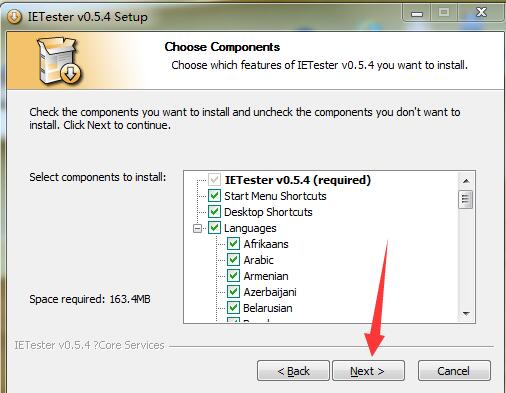 IETester v0.5.4 Setup
Choose Components
Choose which features of IETester v0.5.4 you want to install.
Check the components you want to install and uncheck the components you don't want to
install. Click Next to continue.
Select components to install:
IETester v0.5.4 (required)
Start Menu Shortcuts
Desktop Shortcuts
Languages
Afrikaans
Arabic
Armenian
Azerbaijani
Belarusian
Space required: 163.4MB
IETester v0.5.4 ?Core Services
< Back
Next >
Cancel